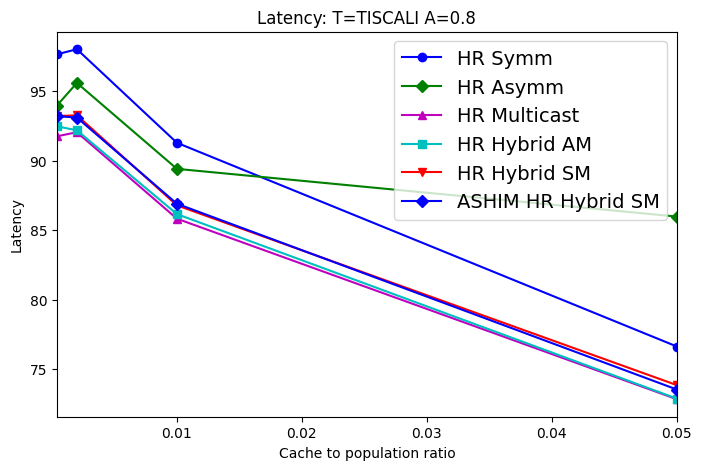 Latency: T=TISCALI A=0.8
HR Symm
HR Asymm
HR Multicast
HR Hybrid AM
HR Hybrid SM
ASHIM HR Hybrid SM
Latency
95
90
85
80
75
0.01 0.02 0.03 0.04 0.05
Cache to population ratio